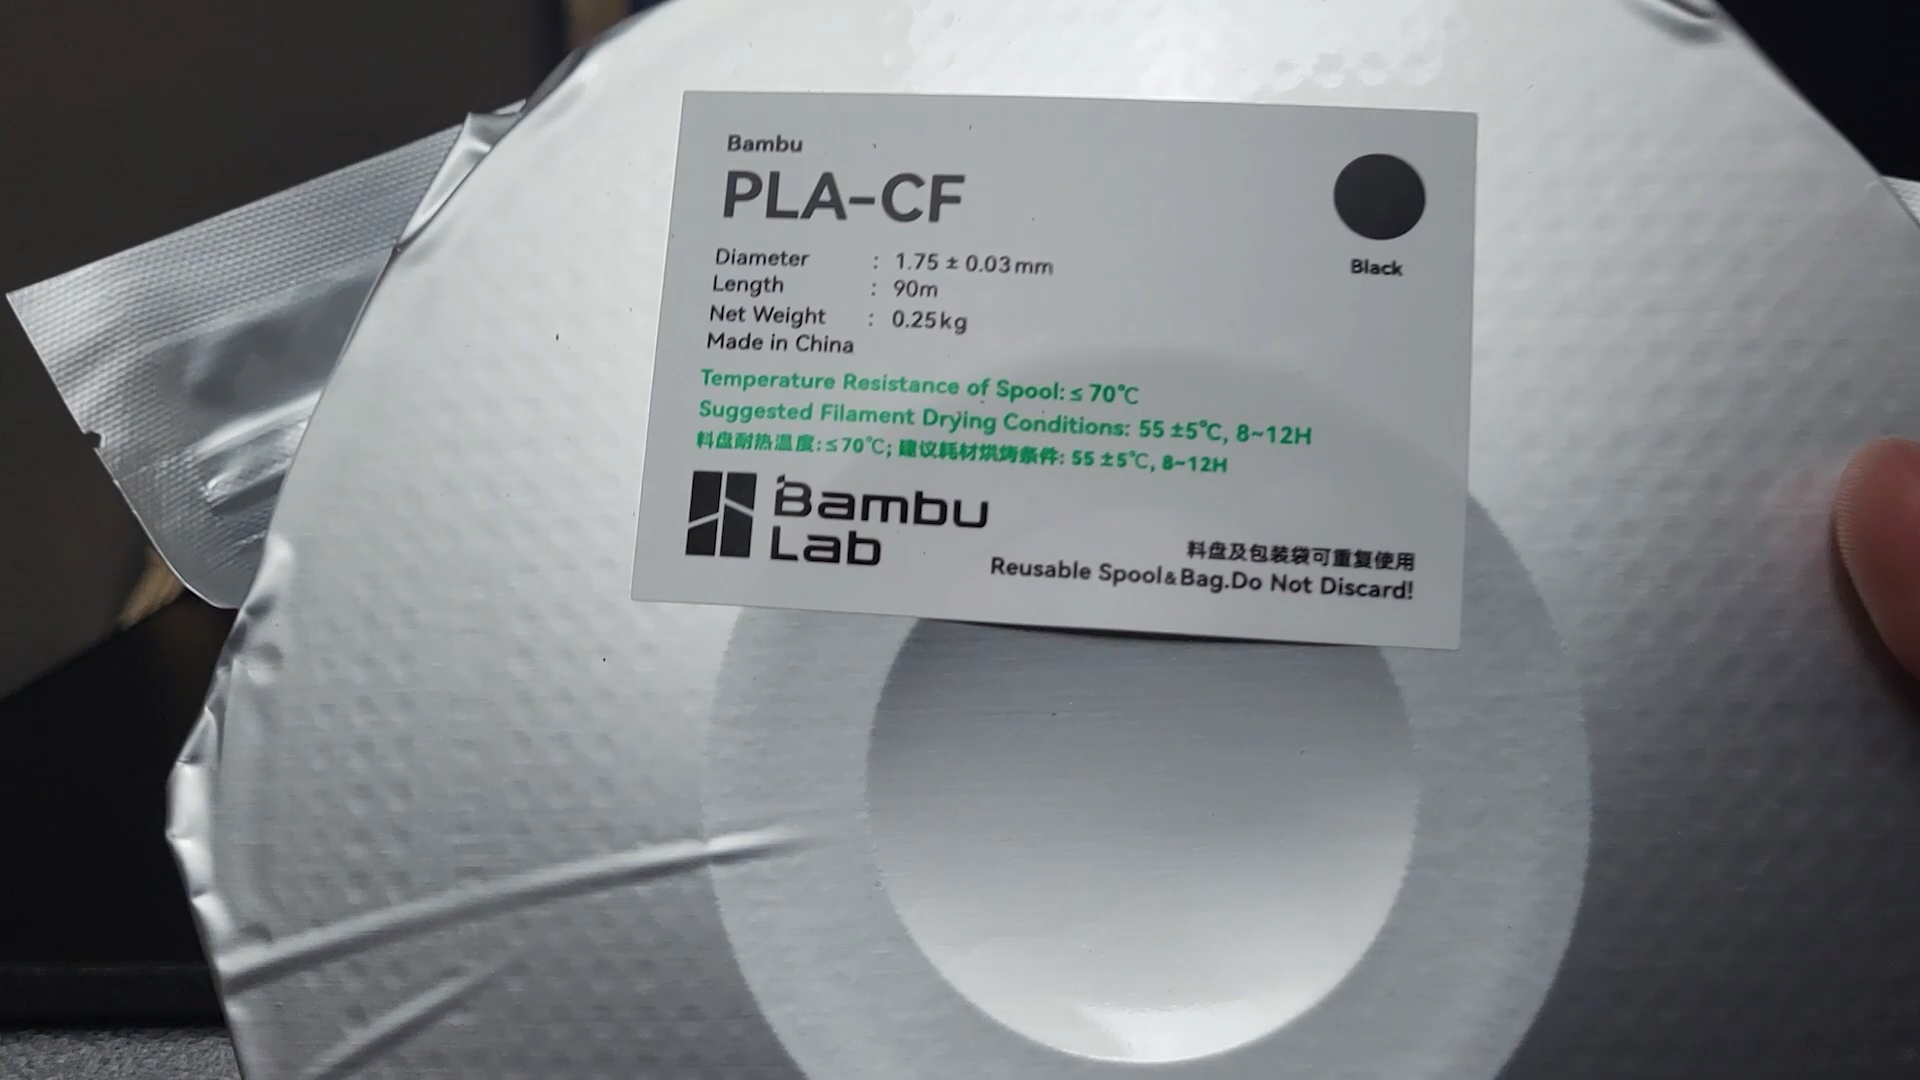 Bambu
PLA-CF
Black
Diameter : 1.75 ± 0.03 mm
Length : 90m
Net Weight : 0.25kg
Made in China
Temperature Resistance of Spool: ≤ 70℃
Suggested Filament Drying Conditions: 55 ±5℃, 8~12H
料盘耐热温度:≤70℃; 建议耗材烘烤条件: 55 ±5℃, 8~12H
Bambu
Lab
料盘及包装袋可重复使用
Reusable Spool&Bag.Do Not Discard!